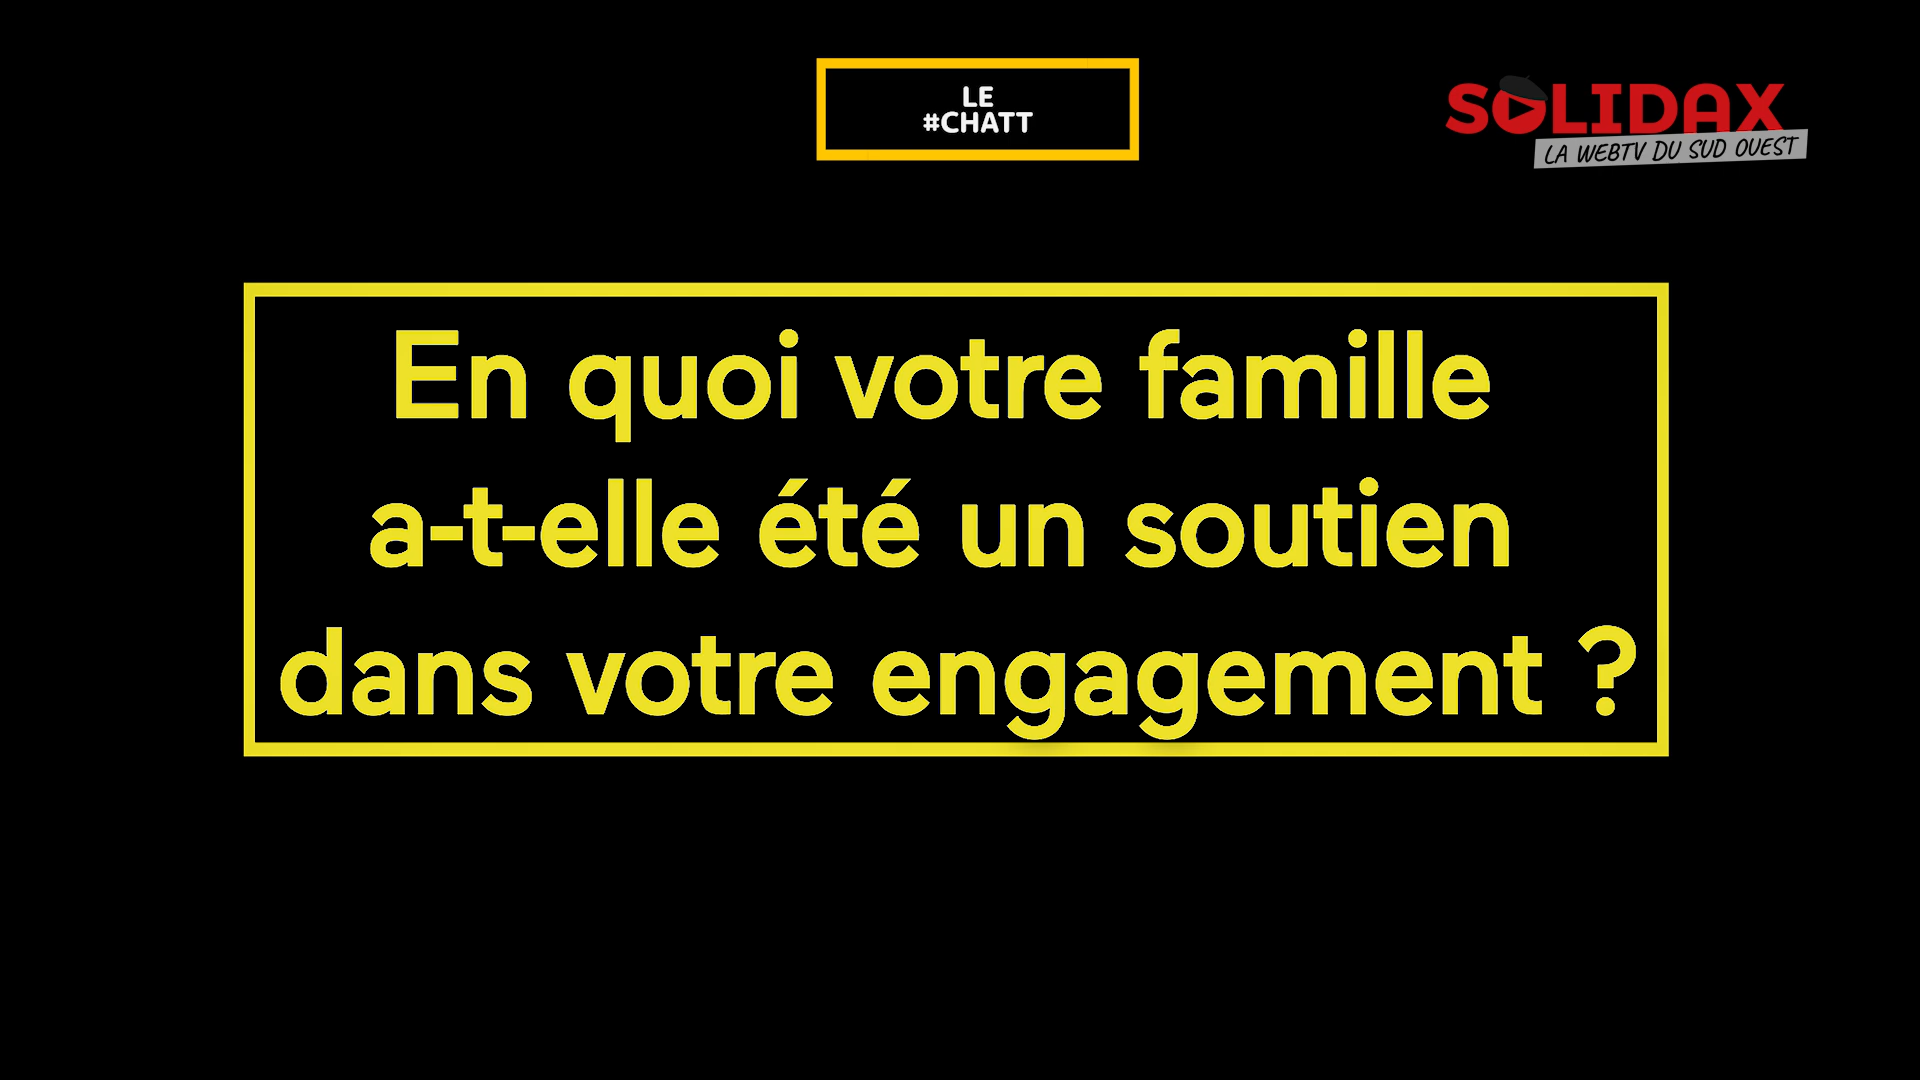 LE
#CHATT
SOLIDAX
LA WEBTV DU SUD OUEST
En quoi votre famille
a-t-elle été un soutien
dans votre engagement ?